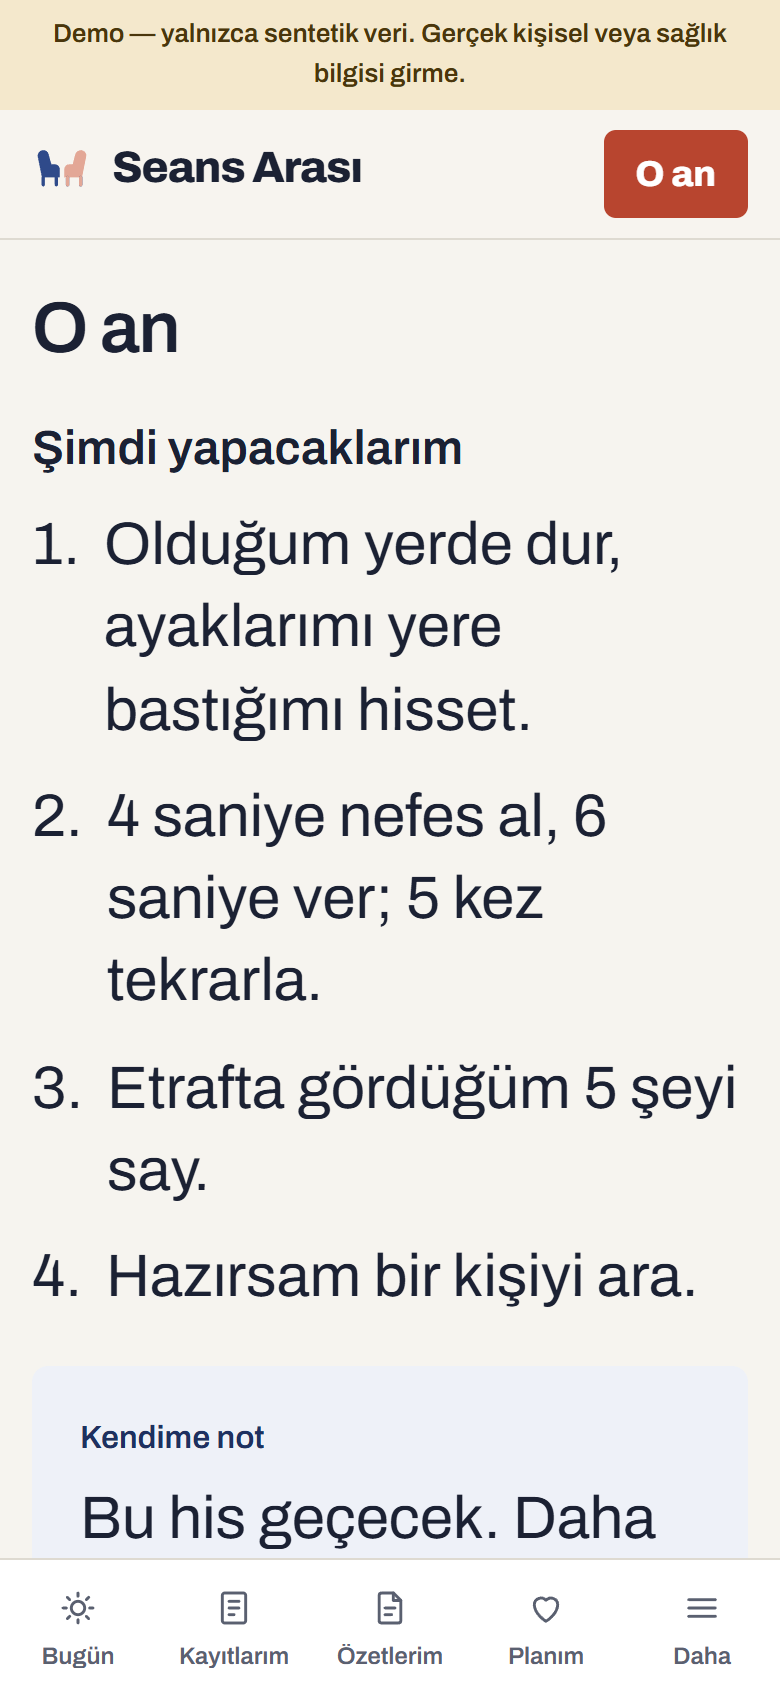 Demo — yalnızca sentetik veri. Gerçek kişisel veya sağlık
bilgisi girme.
Seans Arası
O an
O an
Şimdi yapacaklarım
1. Olduğum yerde dur,
ayaklarımı yere
bastığımı hisset.
2. 4 saniye nefes al, 6
saniye ver; 5 kez
tekrarla.
3. Etrafta gördüğüm 5 şeyi
say.
4. Hazırsam bir kişiyi ara.
Kendime not
Bu his geçecek. Daha
Bugün
Kayıtlarım
Özetlerim
Planım
Daha